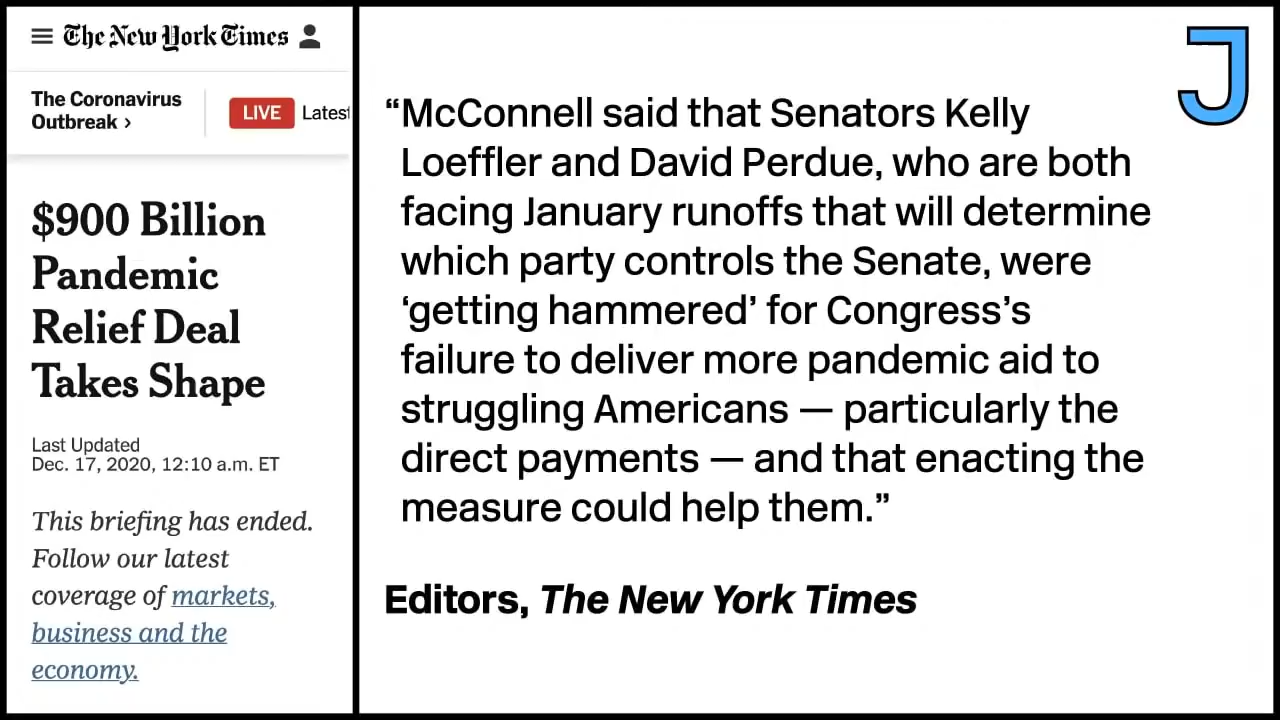 The New York Times
The Coronavirus
Outbreak ›
LIVE Latest
$900 Billion
Pandemic
Relief Deal
Takes Shape
Last Updated
Dec. 17, 2020, 12:10 a.m. ET
This briefing has ended.
Follow our latest
coverage of markets,
business and the
economy.
J
“McConnell said that Senators Kelly
Loeffler and David Perdue, who are both
facing January runoffs that will determine
which party controls the Senate, were
‘getting hammered’ for Congress’s
failure to deliver more pandemic aid to
struggling Americans — particularly the
direct payments — and that enacting the
measure could help them.”
Editors, The New York Times